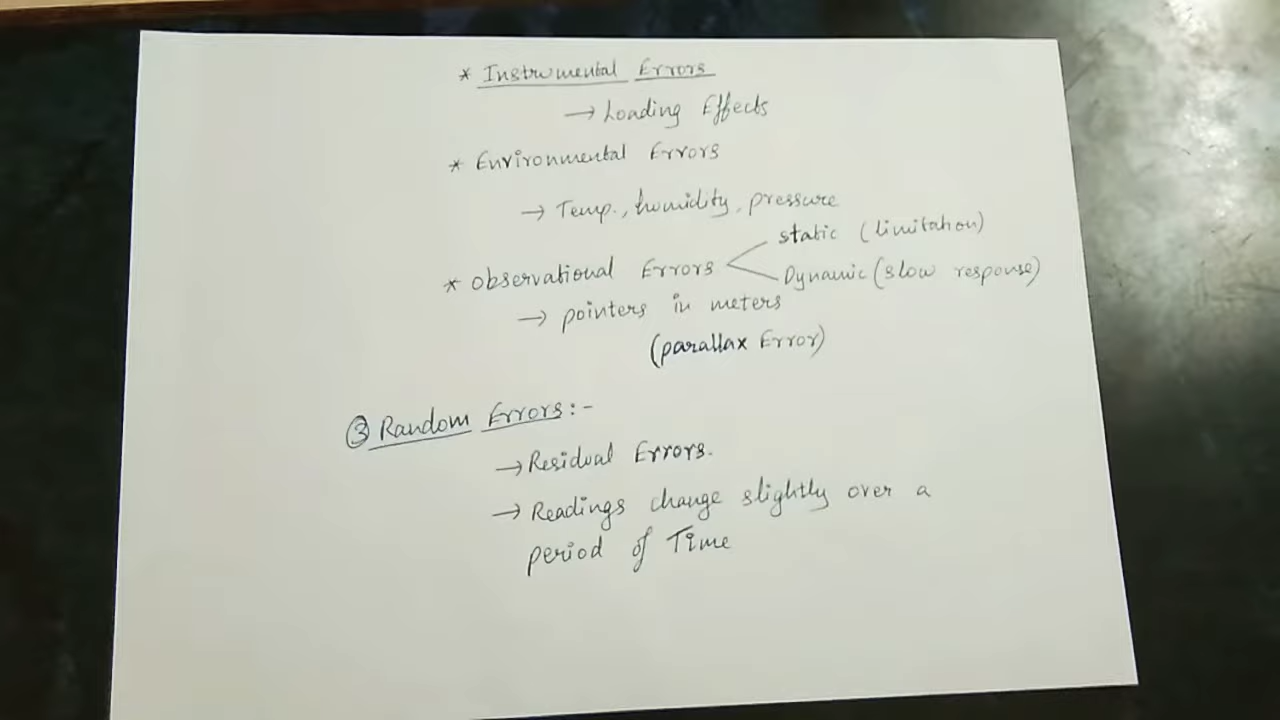 * Instrumental Errors
→ Loading Effects
* Environmental Errors
→ Temp., humidity, pressure
static (limitation)
* Observational Errors
Dynamic (slow response)
→ pointers in meters
(parallax Error)
③ Random Errors:-
→ Residual Errors.
→ Readings change slightly over a
period of Time